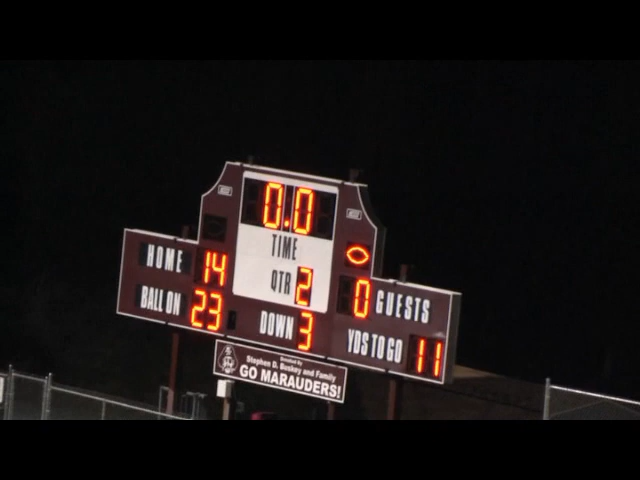 0.0
TIME
HOME 14 QTR 2 0 GUESTS
BALL ON 23 DOWN 3 YDS TO GO 11
Donated By
Stephen D. Buskey and Family
GO MARAUDERS!